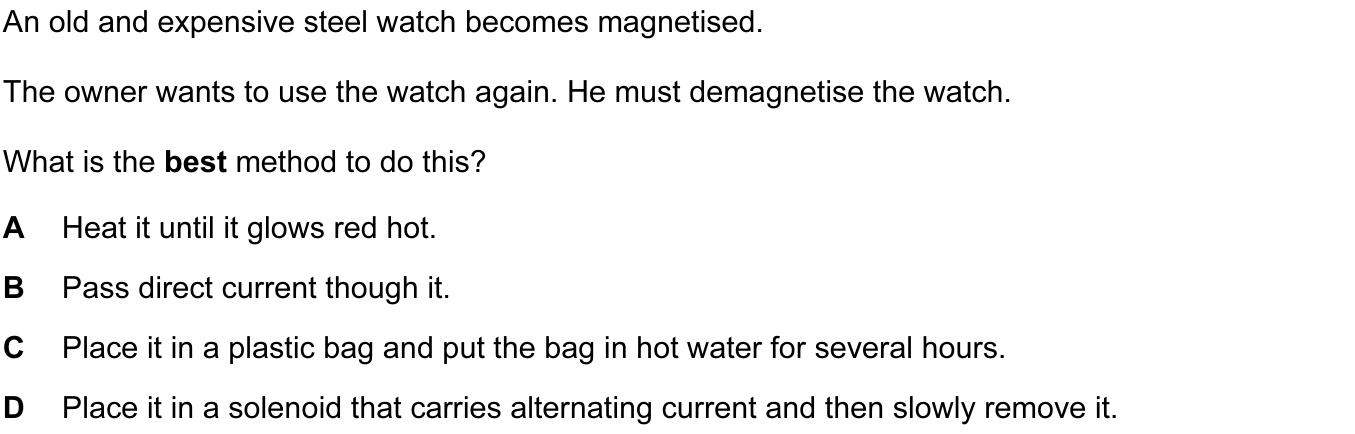 An old and expensive steel watch becomes magnetised.
The owner wants to use the watch again. He must demagnetise the watch.
What is the best method to do this?
A Heat it until it glows red hot.
B Pass direct current though it.
C Place it in a plastic bag and put the bag in hot water for several hours.
D Place it in a solenoid that carries alternating current and then slowly remove it.